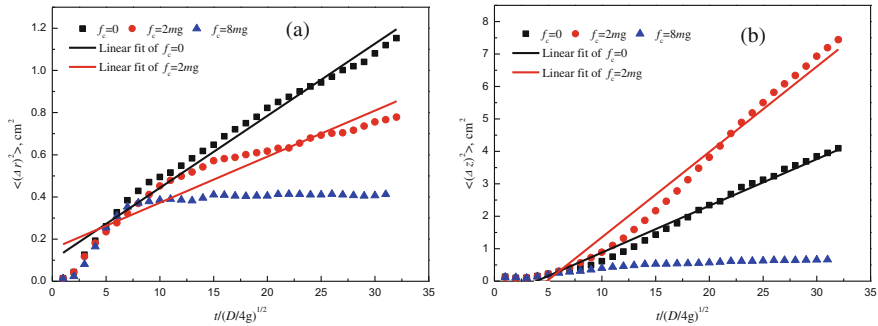 (a)
f_c=0 f_c=2mg f_c=8mg
Linear fit of f_c=0
Linear fit of f_c=2mg
<(Δr)²>, cm²
1.2
1.0
0.8
0.6
0.4
0.2
0.0
0 5 10 15 20 25 30 35
t/(D/4g)^{1/2}
(b)
f_c=0 f_c=2mg f_c=8mg
Linear fit of f_c=0
Linear fit of f_c=2mg
<(Δz)²>, cm²
8
7
6
5
4
3
2
1
0
0 5 10 15 20 25 30 35
t/(D/4g)^{1/2}